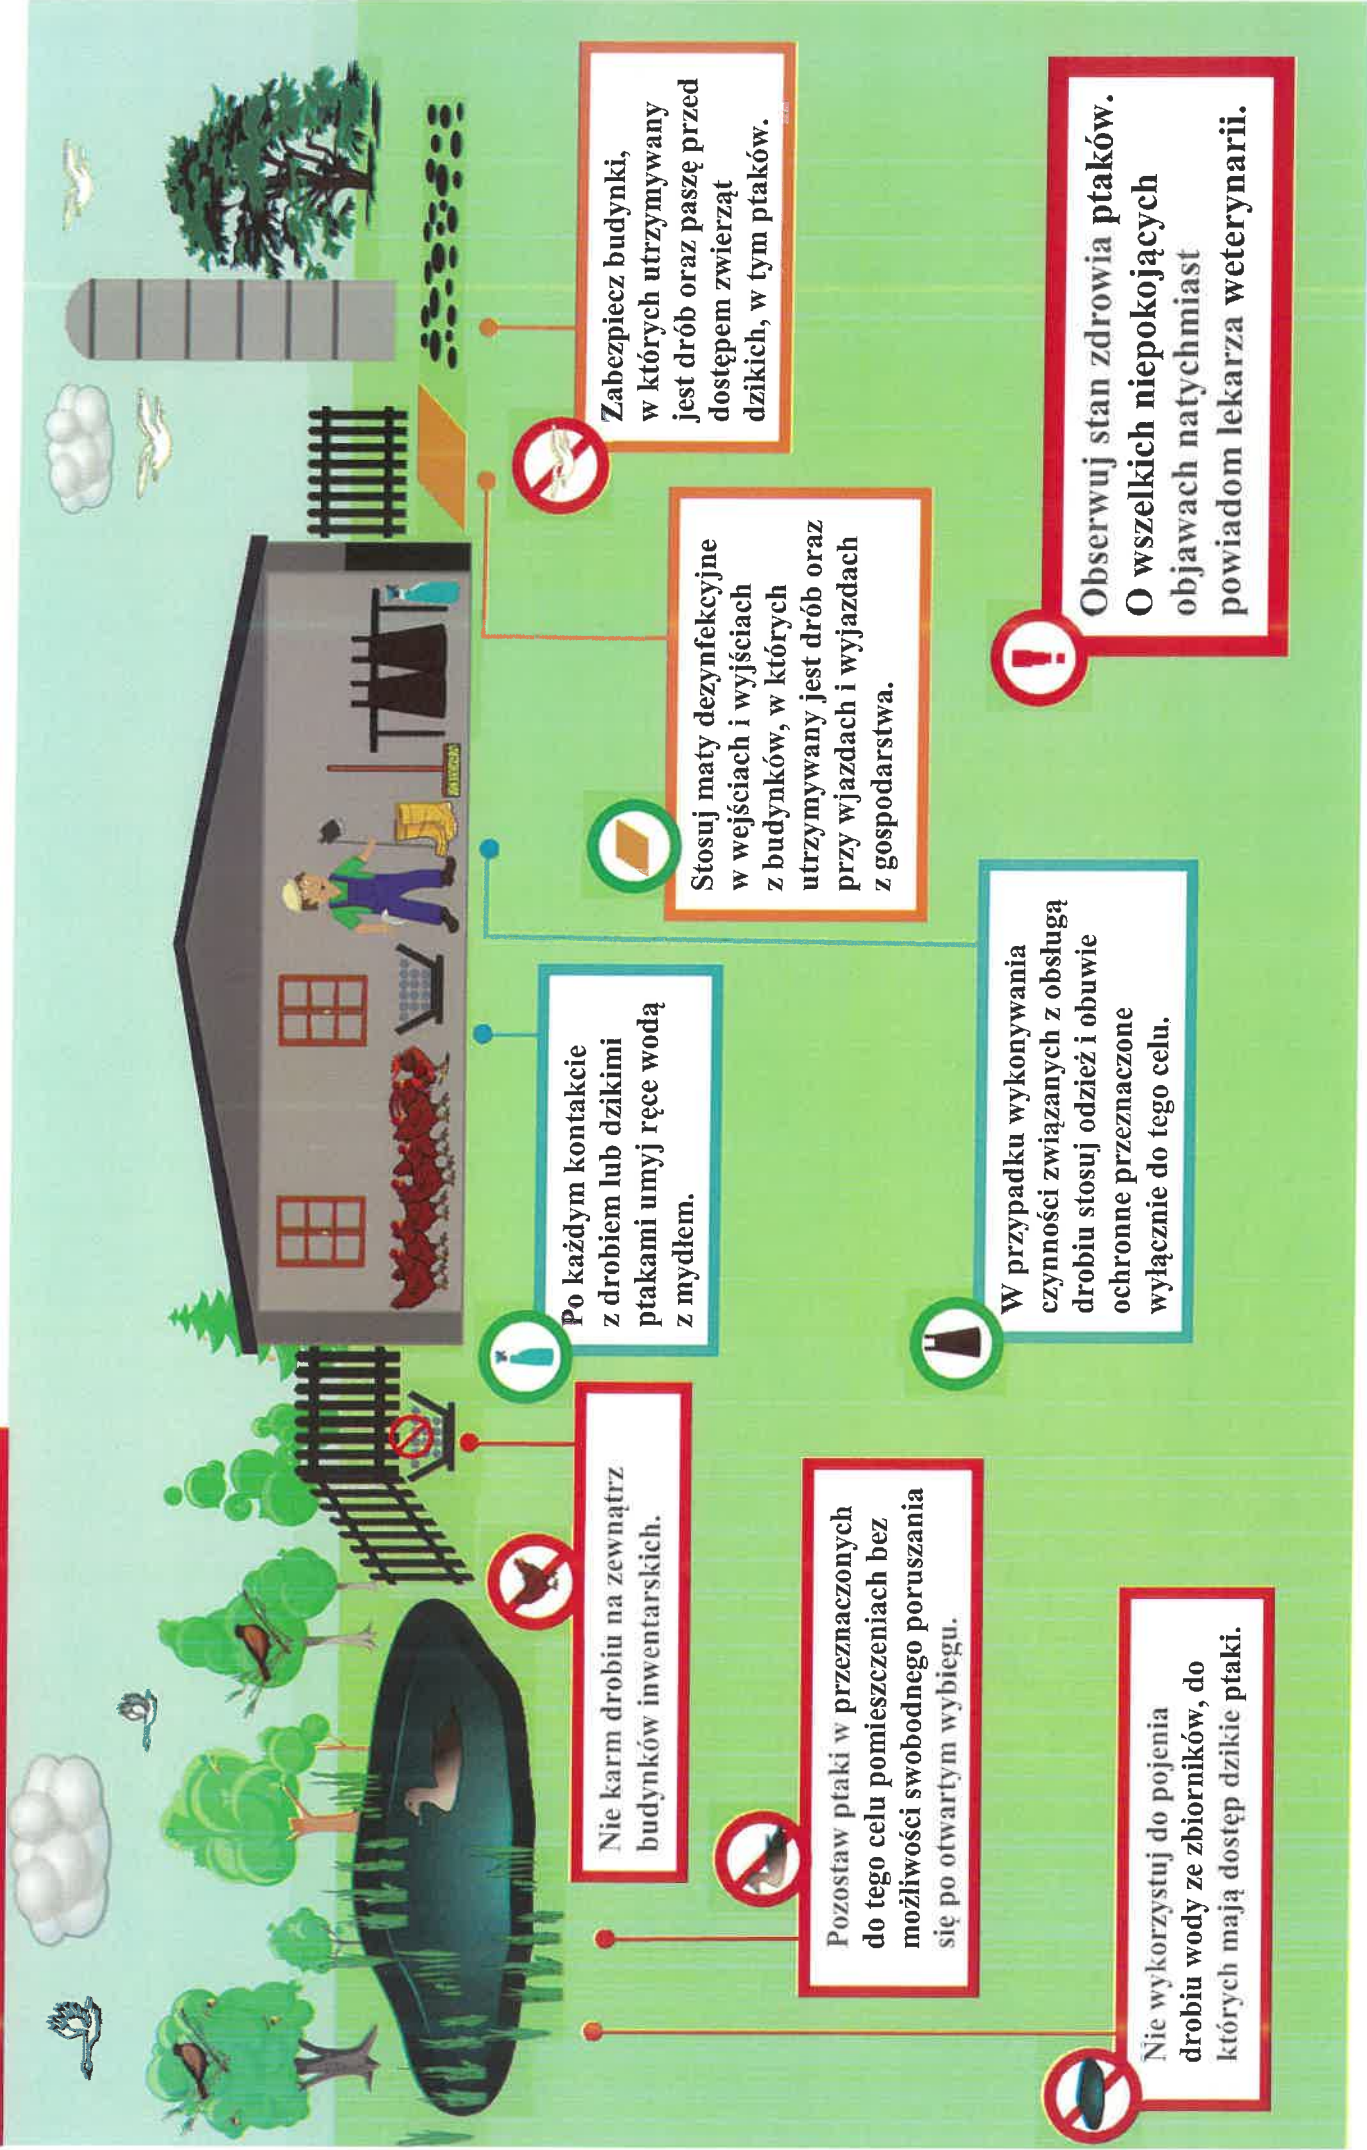 Nie karm drobiu na zewnątrz
budynków inwentarskich.
Po każdym kontakcie
z drobiem lub dzikimi
ptakami umyj ręce wodą
z mydłem.
Zabezpiecz budynki,
w których utrzymywany
jest drób oraz paszę przed
dostępem zwierząt
dzikich, w tym ptaków.
Stosuj maty dezynfekcyjne
w wejściach i wyjściach
z budynków, w których
utrzymywany jest drób oraz
przy wjazdach i wyjazdach
z gospodarstwa.
Pozostaw ptaki w przeznaczonych
do tego celu pomieszczeniach bez
możliwości swobodnego poruszania
się po otwartym wybiegu.
W przypadku wykonywania
czynności związanych z obsługą
drobiu stosuj odzież i obuwie
ochronne przeznaczone
wyłącznie do tego celu.
Nie wykorzystuj do pojenia
drobiu wody ze zbiorników, do
których mają dostęp dzikie ptaki.
Obserwuj stan zdrowia ptaków.
O wszelkich niepokojących
objawach natychmiast
powiadom lekarza weterynarii.